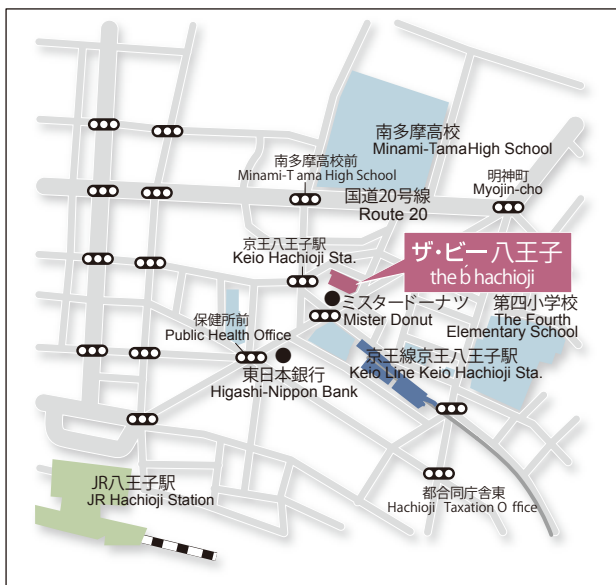 南多摩高校
Minami-TamaHigh School
南多摩高校前
Minami-T ama High School
明神町
Myojin-cho
国道20号線
Route 20
京王八王子駅
Keio Hachioji Sta.
ザ・ビー 八王子
the b hachioji
ミスタードーナツ
Mister Donut
第四小学校
The Fourth
Elementary School
保健所前
Public Health Office
東日本銀行
Higashi-Nippon Bank
京王線京王八王子駅
Keio Line Keio Hachioji Sta.
JR八王子駅
JR Hachioji Station
都合同庁舎東
Hachioji Taxation O ffice